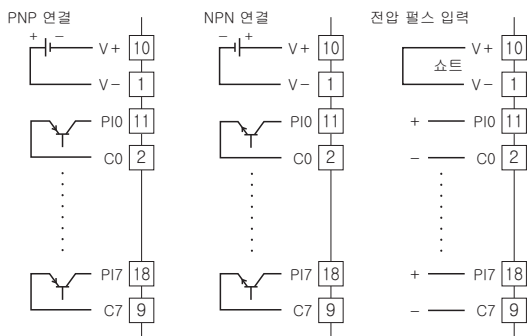 PNP 연결
+ −
V+ 10
V− 1
PI0 11
C0 2
PI7 18
C7 9
NPN 연결
− +
V+ 10
V− 1
PI0 11
C0 2
PI7 18
C7 9
전압 펄스 입력
V+ 10
쇼트
V− 1
+ PI0 11
− C0 2
+ PI7 18
− C7 9